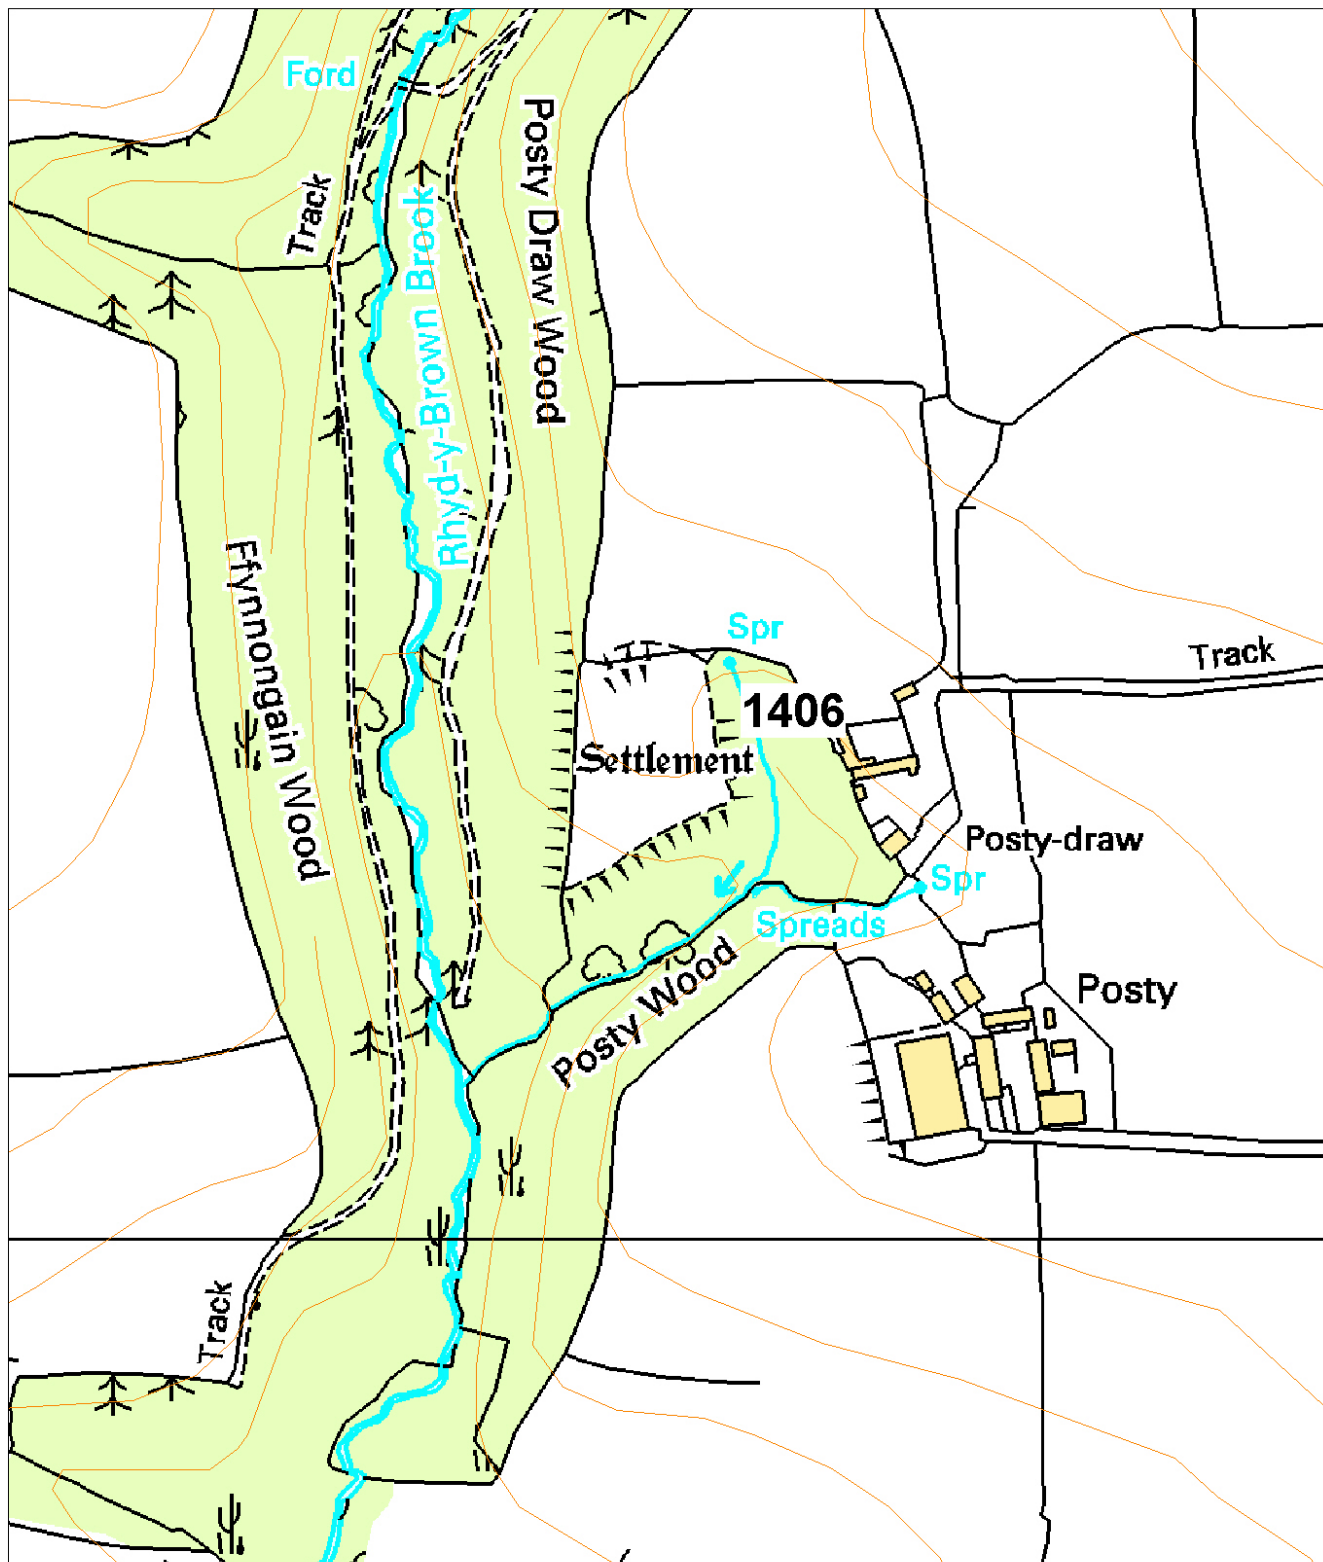 Ford
Posty Draw Wood
Track
Rhyd-y-Brown Brook
Ffynnongain Wood
Spr
Track
1406
Settlement
Posty-draw
Spr
Spreads
Posty Wood
Posty
Track